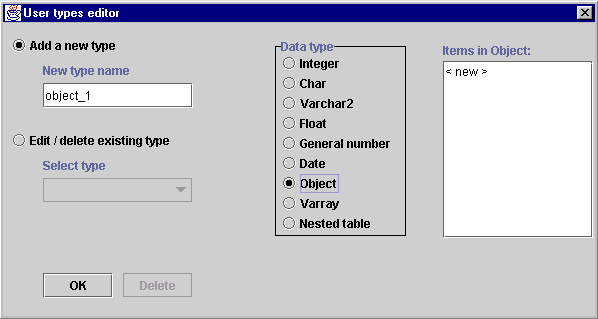 User types editor
Add a new type
New type name
object_1
Edit / delete existing type
Select type
OK
Delete
Data type
Integer
Char
Varchar2
Float
General number
Date
Object
Varray
Nested table
Items in Object:
< new >